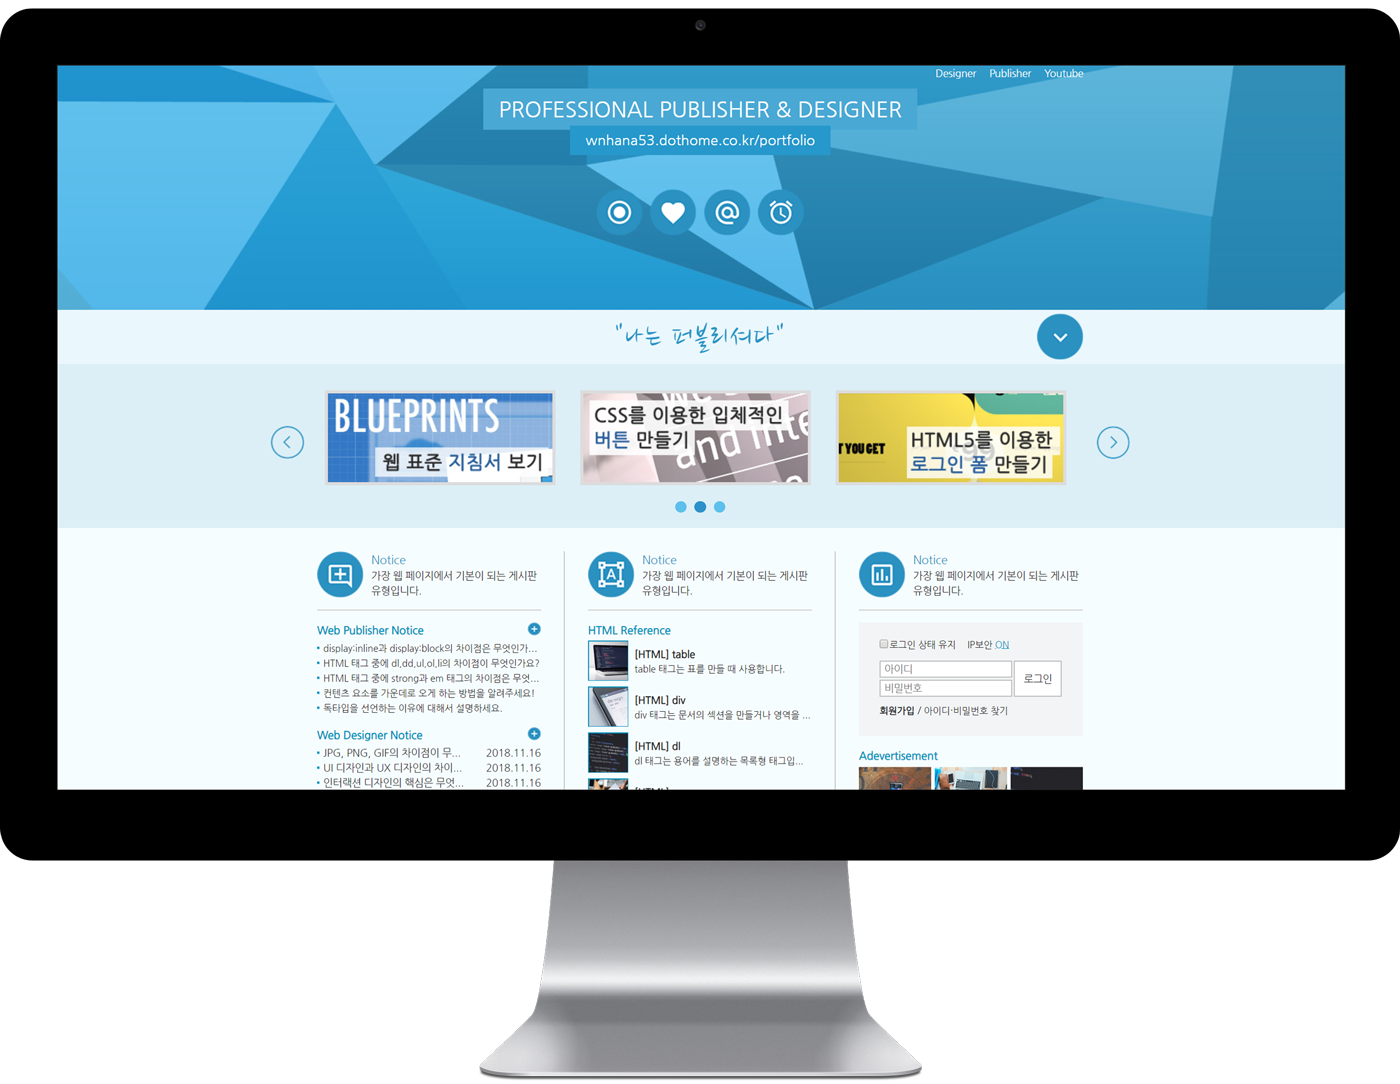 Designer Publisher Youtube
PROFESSIONAL PUBLISHER & DESIGNER
wnhana53.dothome.co.kr/portfolio
"나는 퍼블리셔다"
BLUEPRINTS
웹 표준 지침서 보기
CSS를 이용한 입체적인
버튼 만들기
and inte
T YOU GET
HTML5를 이용한
로그인 폼 만들기
Notice
가장 웹 페이지에서 기본이 되는 게시판
유형입니다.
Web Publisher Notice
display:inline과 display:block의 차이점은 무엇인가...
HTML 태그 중에 dl,dd,ul,ol,li의 차이점이 무엇인가요?
HTML 태그 중에 strong과 em 태그의 차이점은 무엇...
컨텐츠 요소를 가운데로 오게 하는 방법을 알려주세요!
독타입을 선언하는 이유에 대해서 설명하세요.
Web Designer Notice
JPG, PNG, GIF의 차이점이 무... 2018.11.16
UI 디자인과 UX 디자인의 차이... 2018.11.16
인터랙션 디자인의 핵심은 무엇... 2018.11.16
Notice
가장 웹 페이지에서 기본이 되는 게시판
유형입니다.
HTML Reference
[HTML] table
table 태그는 표를 만들 때 사용합니다.
[HTML] div
div 태그는 문서의 섹션을 만들거나 영역을 ...
[HTML] dl
dl 태그는 용어를 설명하는 목록형 태그입...
Notice
가장 웹 페이지에서 기본이 되는 게시판
유형입니다.
로그인 상태 유지 IP보안 ON
아이디
비밀번호
로그인
회원가입 / 아이디·비밀번호 찾기
Adevertisement